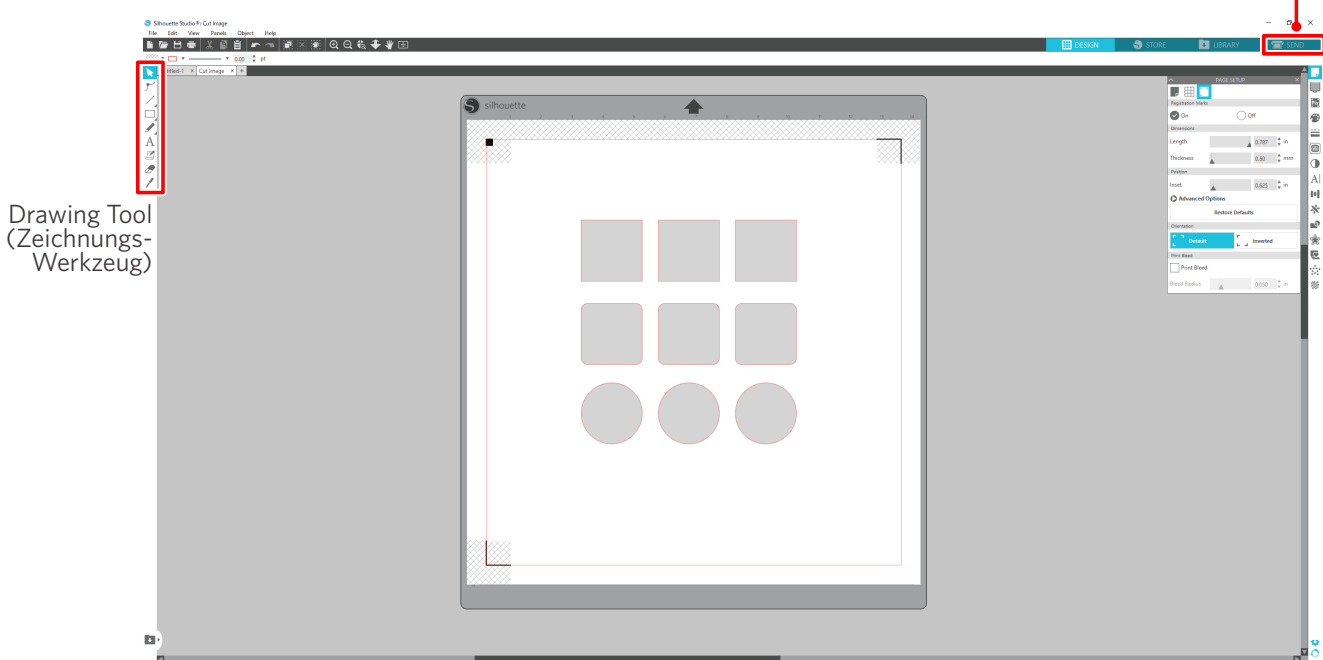 Silhouette Studio®: Cut Image
File Edit View Panels Object Help
DESIGN STORE LIBRARY SEND
0.00 pt
Cut Image
silhouette
PAGE SETUP
Registration Marks
On Off
Dimensions
Length 0.787 in
Thickness 0.50 mm
Position
Inset 0.625 in
Advanced Options
Restore Defaults
Orientation
Default Inverted
Print Bleed
Print Bleed
Bleed Radius 0.050 in
Drawing Tool
(Zeichnungs-
Werkzeug)